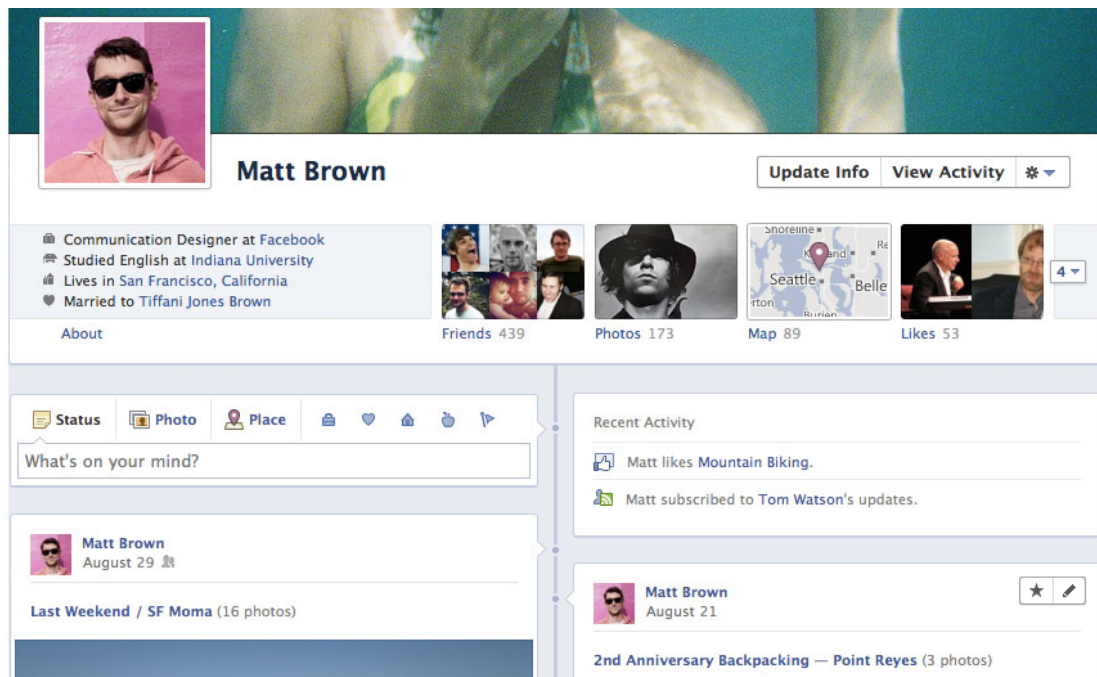 Matt Brown
Update Info
View Activity
Communication Designer at Facebook
Studied English at Indiana University
Lives in San Francisco, California
Married to Tiffani Jones Brown
About
Shoreline
Seattle
Burien
Friends 439
Photos 173
Map 89
Likes 53
4
Status
Photo
Place
What's on your mind?
Recent Activity
Matt likes Mountain Biking.
Matt subscribed to Tom Watson's updates.
Matt Brown
August 29
Last Weekend / SF Moma (16 photos)
Matt Brown
August 21
2nd Anniversary Backpacking — Point Reyes (3 photos)